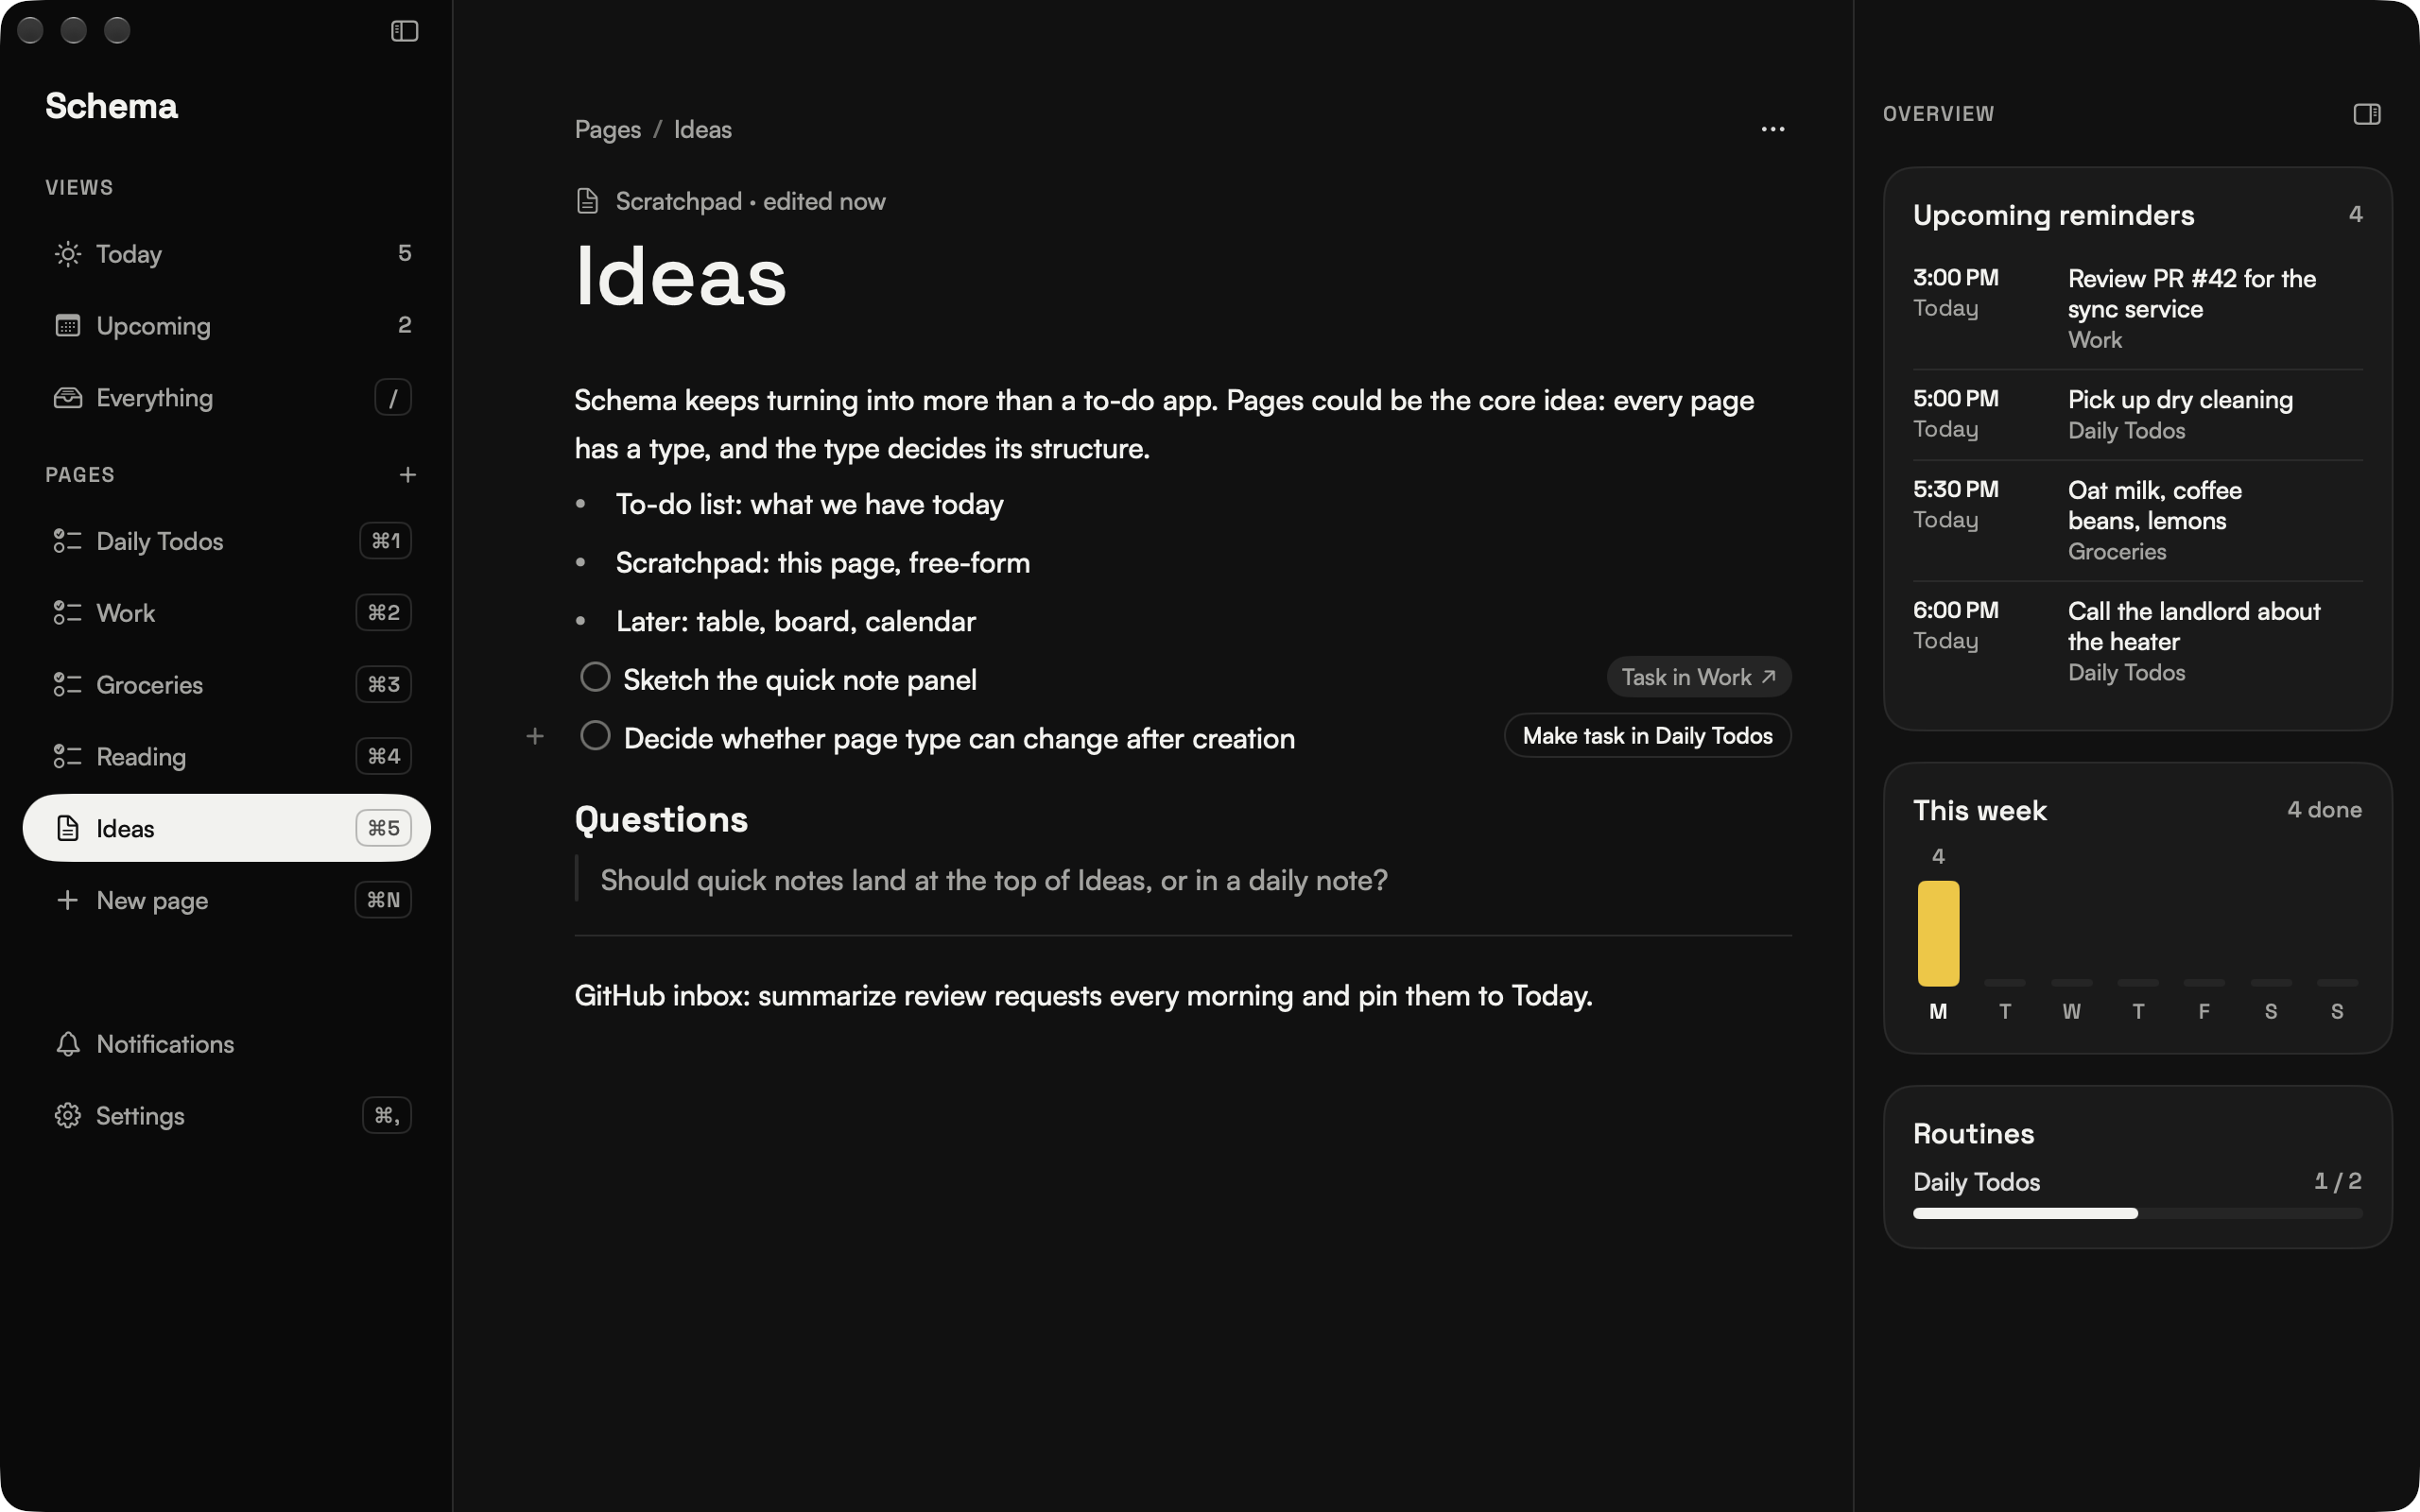 Schema
VIEWS
Today 5
Upcoming 2
Everything /
PAGES
Daily Todos ⌘1
Work ⌘2
Groceries ⌘3
Reading ⌘4
Ideas ⌘5
New page ⌘N
Notifications
Settings ⌘,
Pages / Ideas
Scratchpad • edited now
Ideas
Schema keeps turning into more than a to-do app. Pages could be the core idea: every page
has a type, and the type decides its structure.
• To-do list: what we have today
• Scratchpad: this page, free-form
• Later: table, board, calendar
Sketch the quick note panel Task in Work ↗
Decide whether page type can change after creation Make task in Daily Todos
Questions
Should quick notes land at the top of Ideas, or in a daily note?
GitHub inbox: summarize review requests every morning and pin them to Today.
OVERVIEW
Upcoming reminders 4
3:00 PM Review PR #42 for the
Today sync service
Work
5:00 PM Pick up dry cleaning
Today Daily Todos
5:30 PM Oat milk, coffee
Today beans, lemons
Groceries
6:00 PM Call the landlord about
Today the heater
Daily Todos
This week 4 done
4
M T W T F S S
Routines
Daily Todos 1 / 2